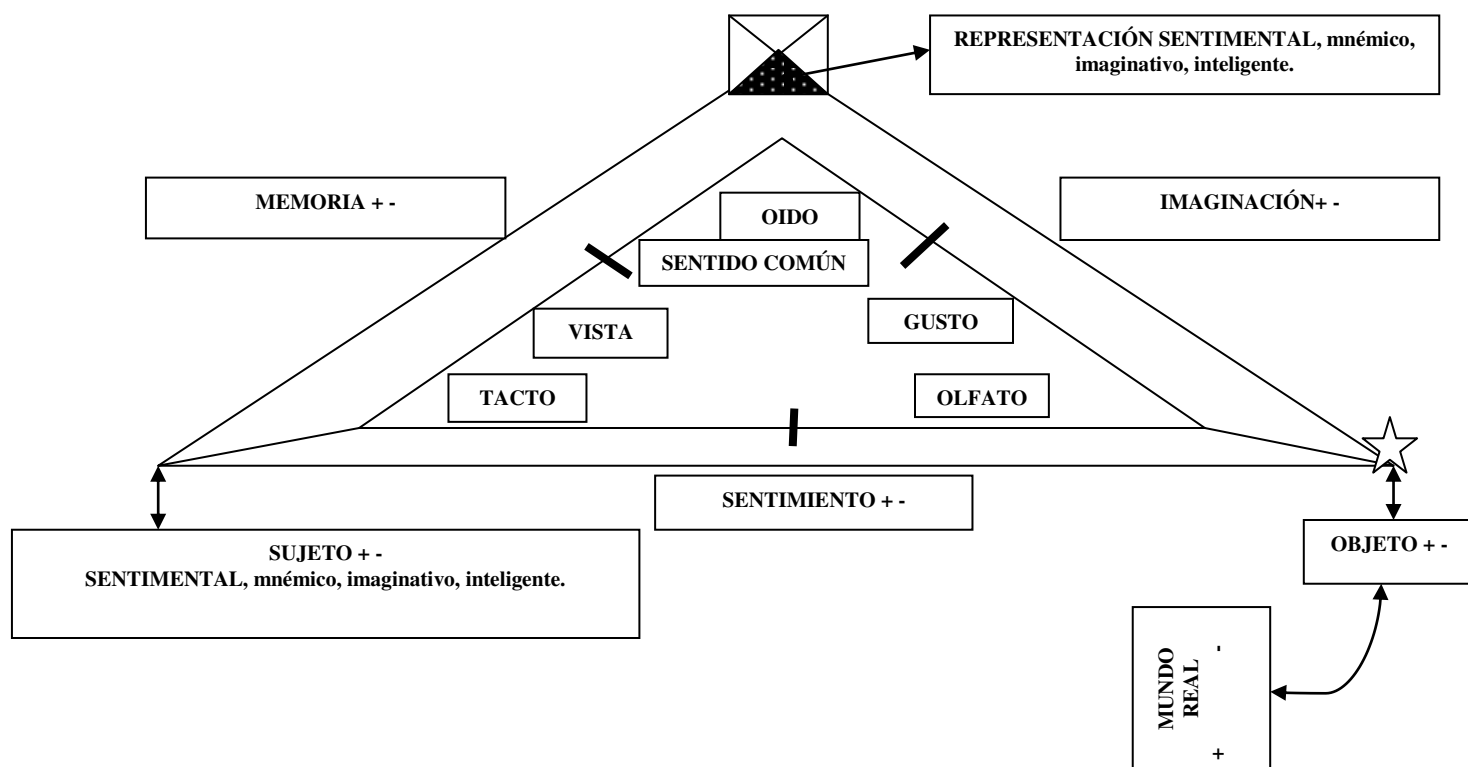 REPRESENTACIÓN SENTIMENTAL, mnémico,
imaginativo, inteligente.
MEMORIA + -
IMAGINACIÓN+ -
OIDO
SENTIDO COMÚN
VISTA
GUSTO
TACTO
OLFATO
SENTIMIENTO + -
SUJETO + -
SENTIMENTAL, mnémico, imaginativo, inteligente.
OBJETO + -
MUNDO
REAL
+ -